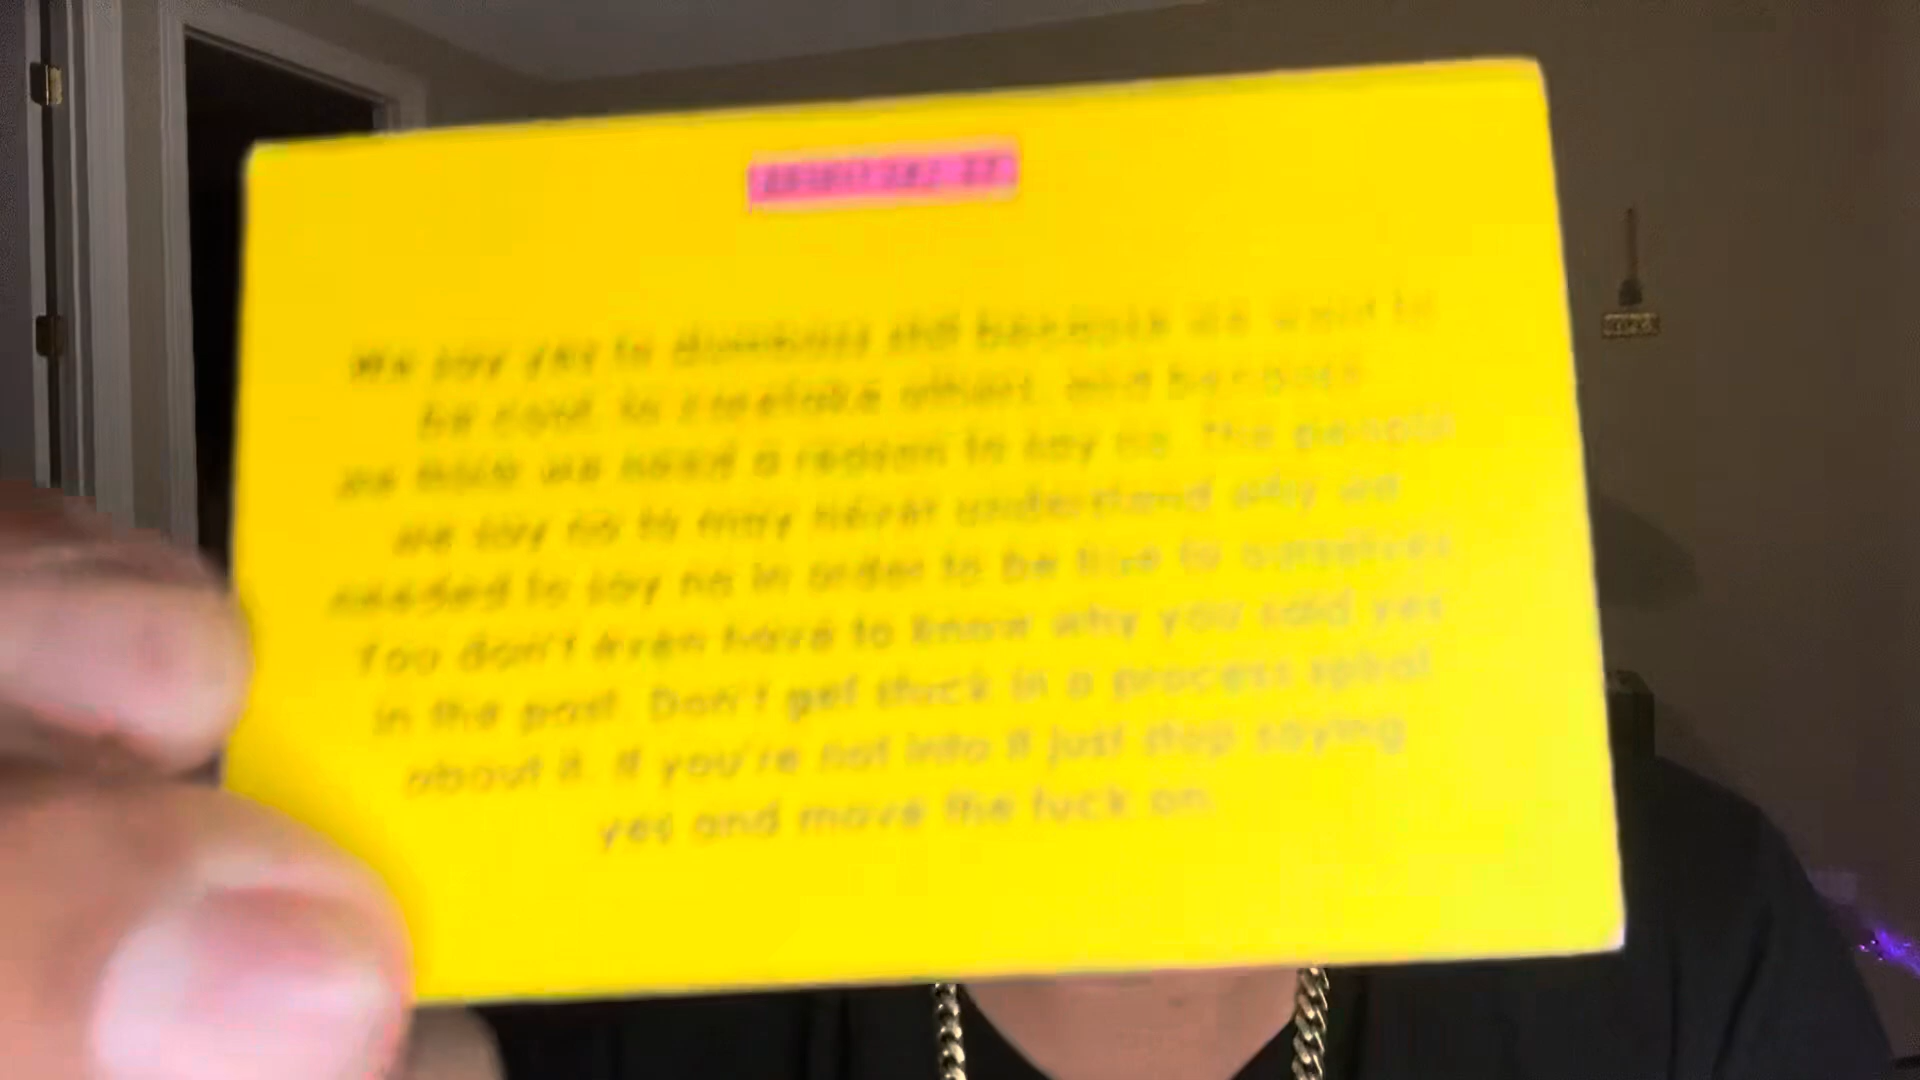 We say yes to dumbass shit because we want to
be cool, to caretake others, and because
we think we need a reason to say no. The people
we say no to may never understand why we
needed to say no in order to be true to ourselves.
You don't even have to know why you said yes
in the past. Don't get stuck in a process spiral
about it. If you're not into it just stop saying
yes and move the fuck on.